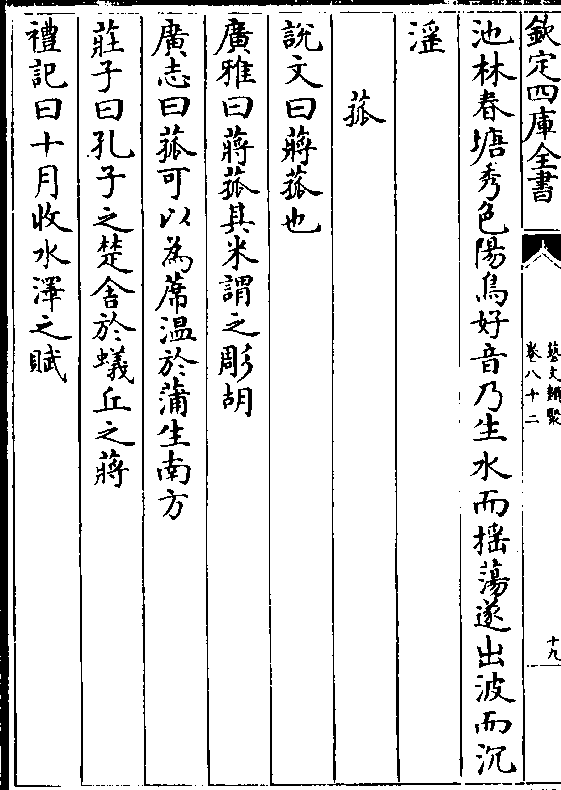 欽定四庫全書
藝文類聚
卷八十二
十九
池林春塘秀色陽鳥好音乃生水而揺蕩遂出波而沉
淫
菰
說文曰蔣菰也
廣雅曰蔣菰其米謂之彫胡
廣志曰菰可以為席温於蒲生南方
莊子曰孔子之楚舍於蟻丘之蔣
禮記曰十月收水澤之賦